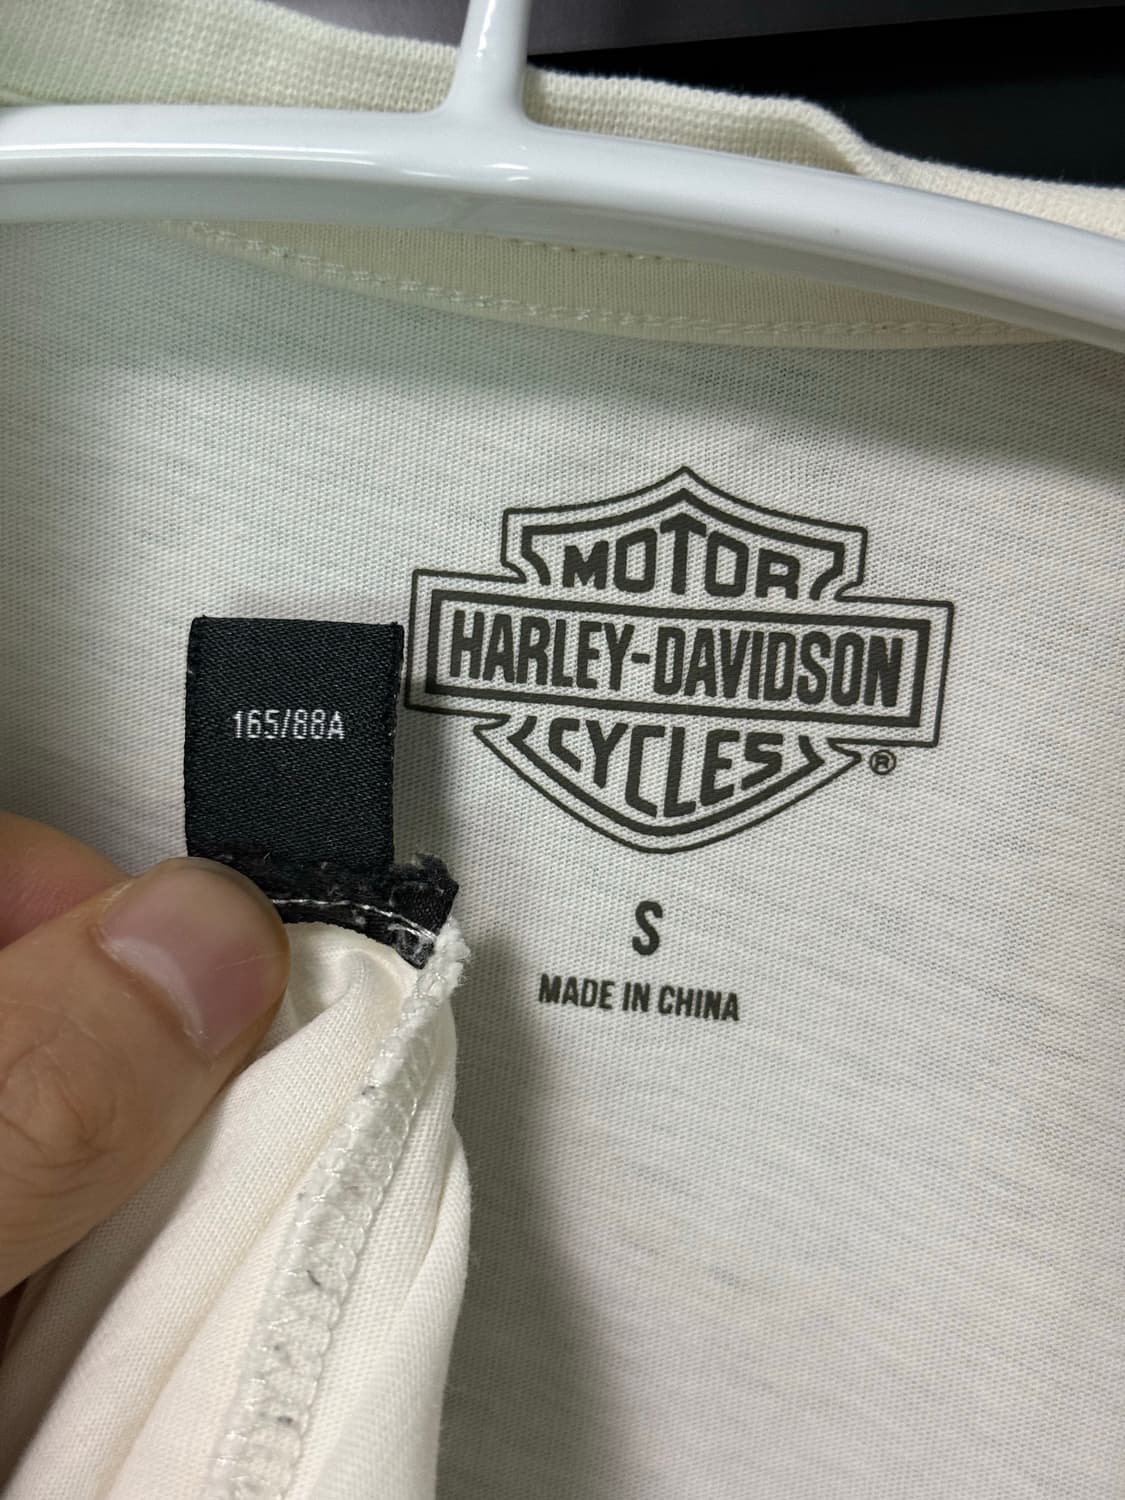 MOTOR
HARLEY-DAVIDSON
CYCLES
®
165/88A
S
MADE IN CHINA